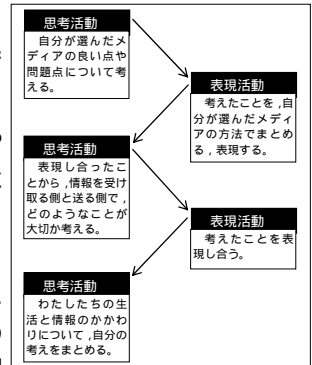 思考活動
自分が選んだメ
ディアの良い点や
問題点について考
える。
表現活動
考えたことを,自
分が選んだメディ
アの方法でまとめ
る,表現する。
思考活動
表現し合ったこ
とから,情報を受け
取る側と送る側で,
どのようなことが
大切か考える。
表現活動
考えたことを表
現し合う。
思考活動
わたしたちの生
活と情報のかかわ
りについて,自分の
考えをまとめる。